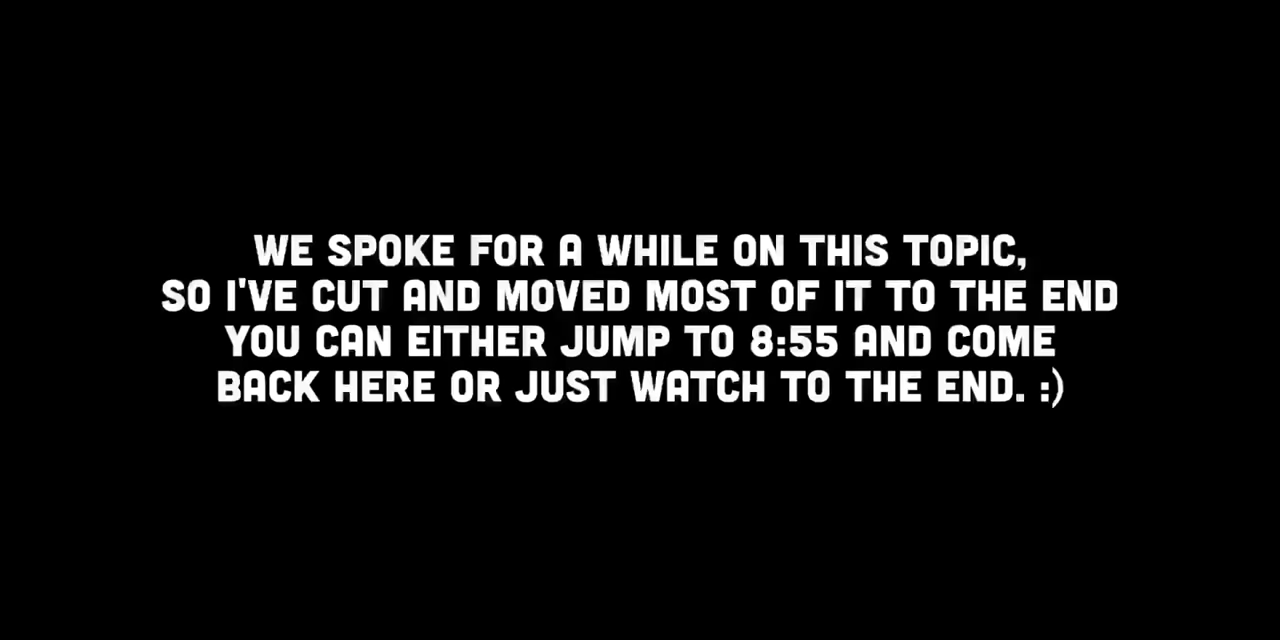 WE SPOKE FOR A WHILE ON THIS TOPIC,
SO I'VE CUT AND MOVED MOST OF IT TO THE END
YOU CAN EITHER JUMP TO 8:55 AND COME
BACK HERE OR JUST WATCH TO THE END. :)